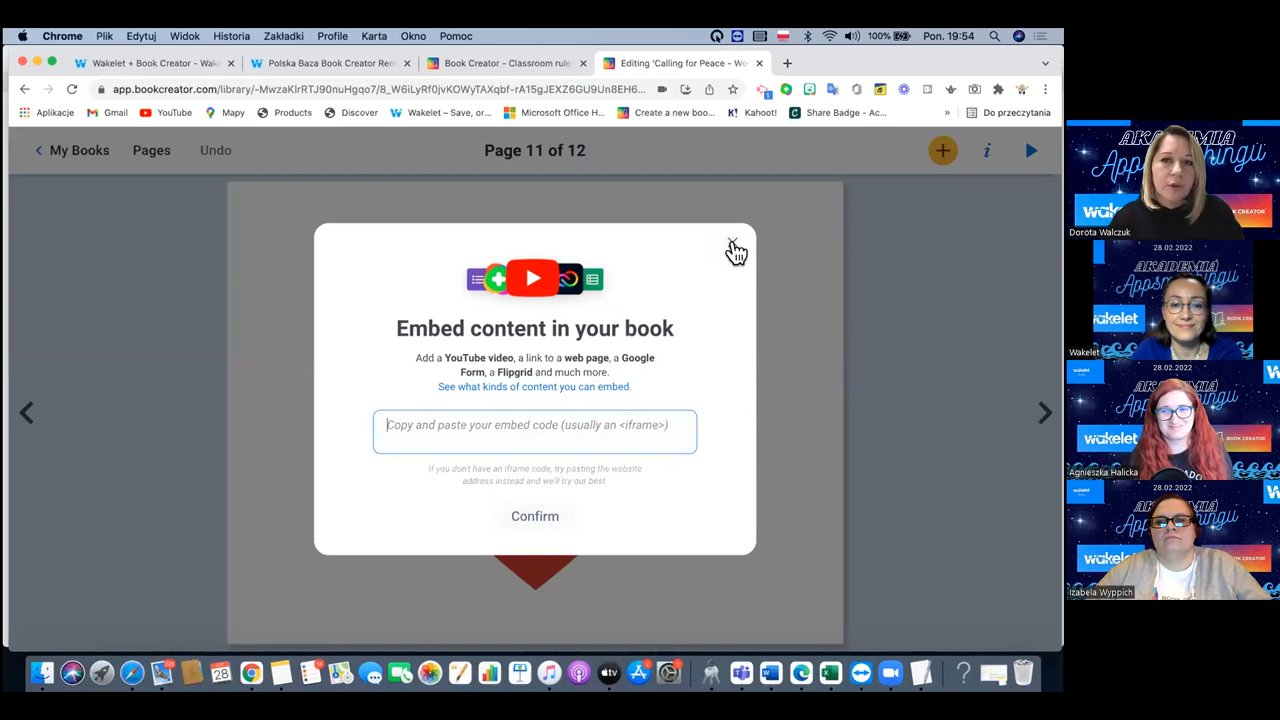 Chrome Plik Edytuj Widok Historia Zakładki Profile Karta Okno Pomoc 100% Pon. 19:54
Wakelet + Book Creator - Wake
Polska Baza Book Creator Rem
Book Creator - Classroom rule
Editing 'Calling for Peace - Wo
app.bookcreator.com/library/-MwzaKlrRTJ90nuHgqo7/8_W6iLyRf0jvKOWyTAXqbf-rA15gJEXZ6GU9Un8EH6...
Aplikacje Gmail YouTube Mapy Products Discover Wakelet – Save, or... Microsoft Office H... Create a new boo... Kahoot! Share Badge - Ac... » Do przeczytania
My Books Pages Undo Page 11 of 12
Embed content in your book
Add a YouTube video, a link to a web page, a Google
Form, a Flipgrid and much more.
See what kinds of content you can embed.
Copy and paste your embed code (usually an <iframe>)
If you don't have an iframe code, try pasting the website
address instead and we'll try our best.
Confirm
AKADEMIA
Dorota Walczuk
28.02.2022
AKADEMIA
wakelet
BOOK CREATOR
Wakelet
28.02.2022
Agnieszka Halicka
28.02.2022
Izabela Wyppich